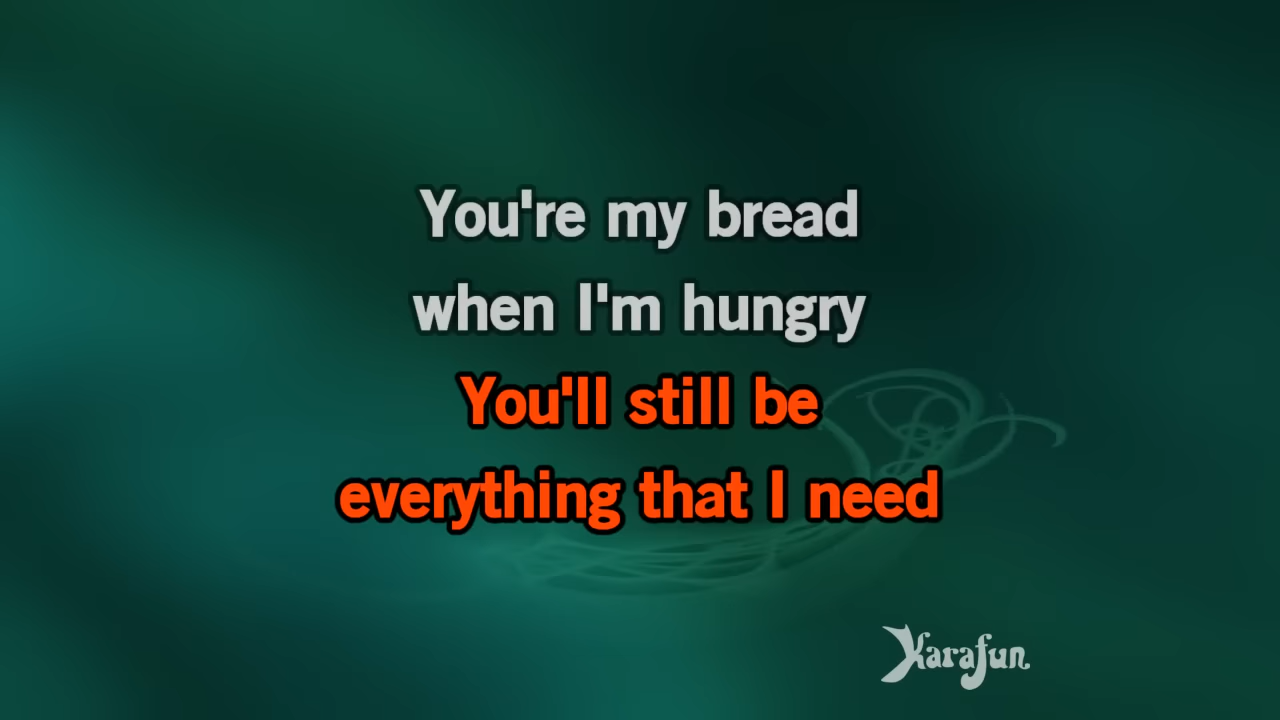 You're my bread
when I'm hungry
You'll still be
everything that I need
Karafun